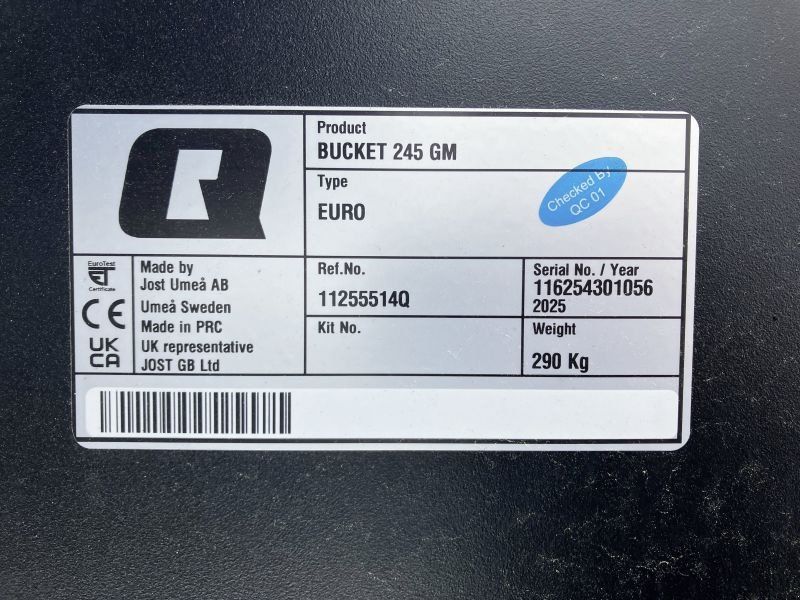 Product
BUCKET 245 GM
Type
EURO
Checked By
QC 01
EuroTest
ET
Certificate
CE
UK
CA
Made by
Jost Umeå AB
Umeå Sweden
Made in PRC
UK representative
JOST GB Ltd
Ref.No.
11255514Q
Kit No.
Serial No. / Year
116254301056
2025
Weight
290 Kg